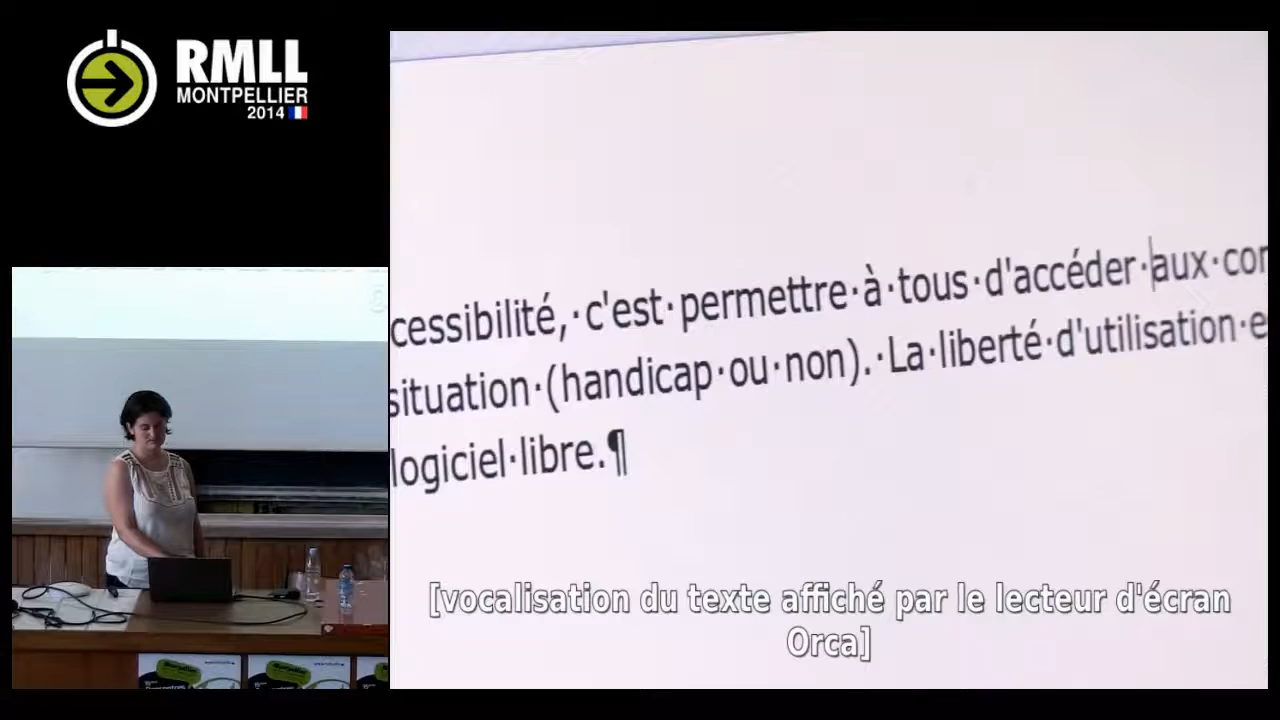 RMLL
MONTPELLIER
2014
cessibilité,·c'est·permettre·à·tous·d'accéder·aux·con
situation·(handicap·ou·non).·La·liberté·d'utilisation·e
logiciel·libre.¶
[vocalisation du texte affiché par le lecteur d'écran
Orca]